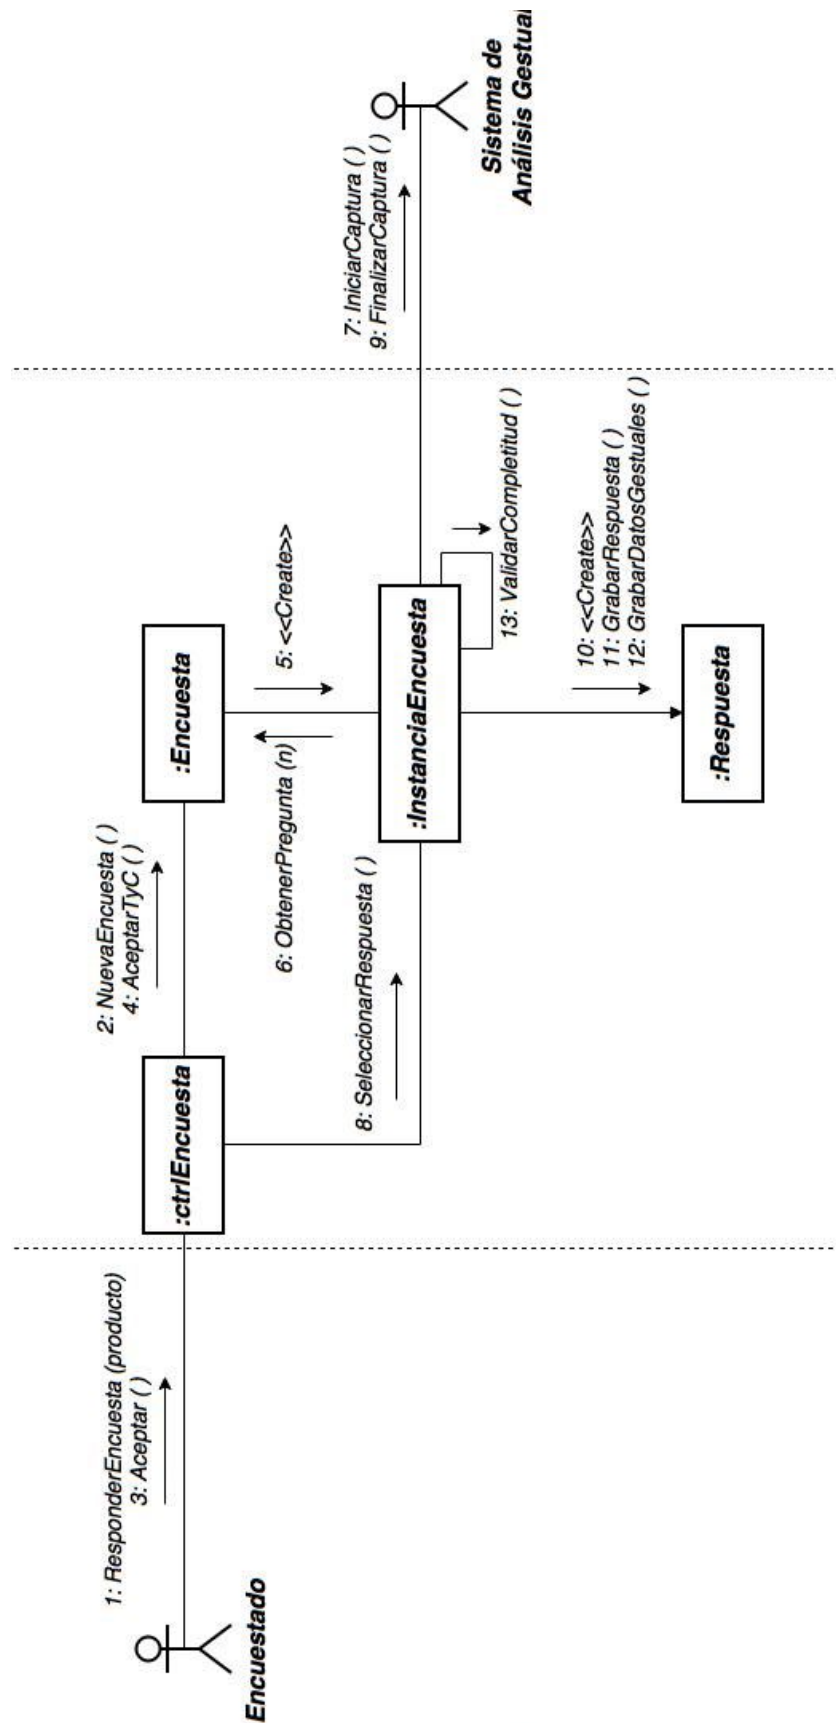 1: ResponderEncuesta (producto)
3: Aceptar ( )
Encuestado
:ctrlEncuesta
2: NuevaEncuesta ( )
4: AceptarTyC ( )
:Encuesta
5: <<Create>>
6: ObtenerPregunta (n)
8: SeleccionarRespuesta ( )
:InstanciaEncuesta
13: ValidarCompletitud ( )
10: <<Create>>
11: GrabarRespuesta ( )
12: GrabarDatosGestuales ( )
:Respuesta
7: IniciarCaptura ( )
9: FinalizarCaptura ( )
Sistema de
Análisis Gestual